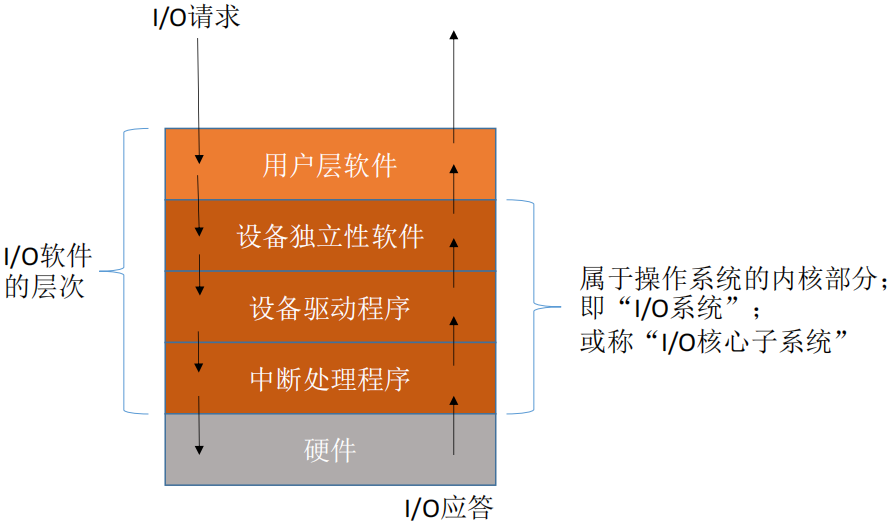 I/O请求
用户层软件
设备独立性软件
设备驱动程序
中断处理程序
硬件
I/O应答
I/O软件
的层次
属于操作系统的内核部分；
即“I/O系统”；
或称“I/O核心子系统”